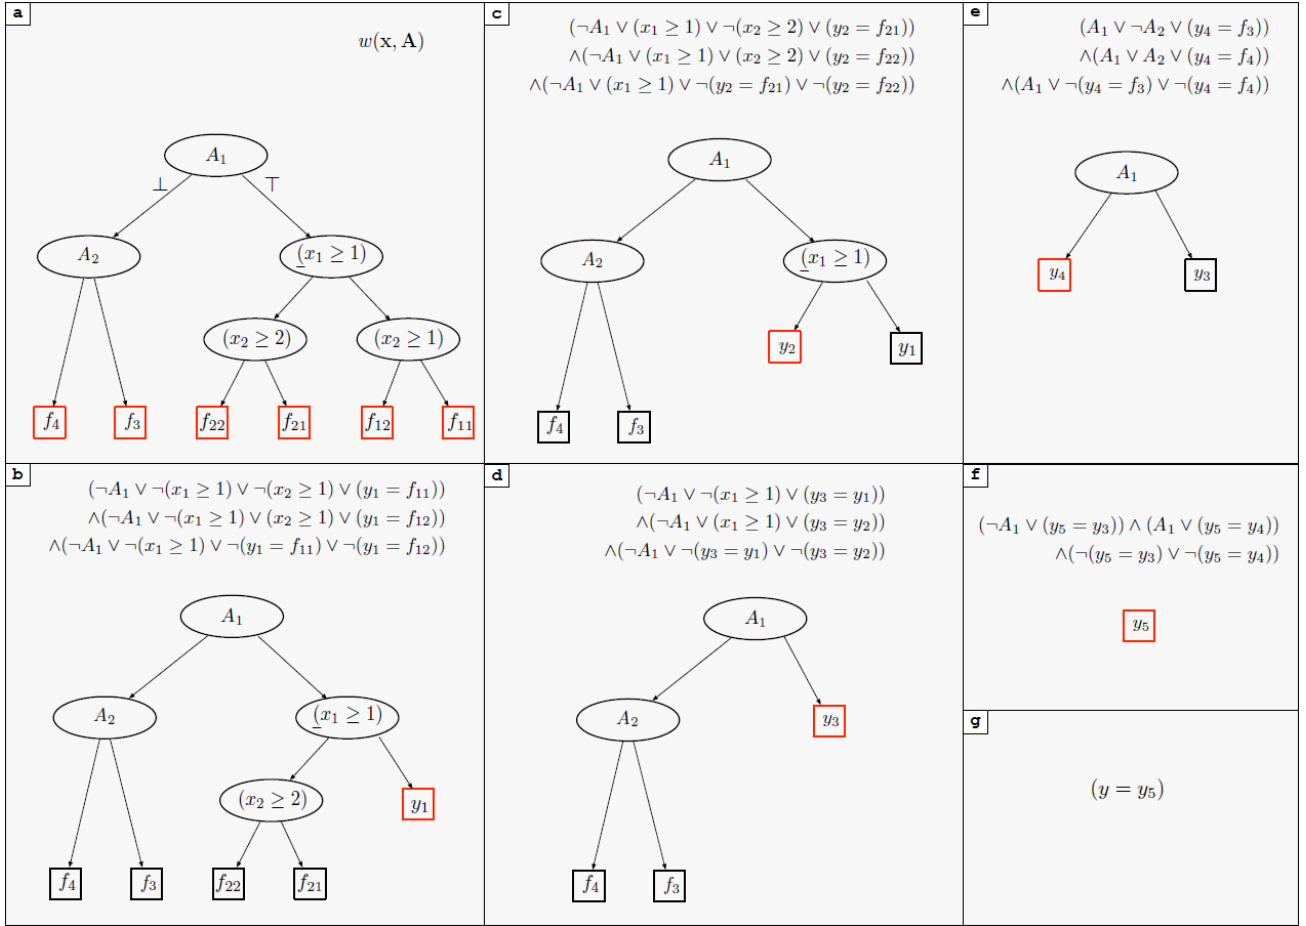 a
w(x, A)
A₁
⊥ ⊤
A₂ (x₁ ≥ 1)
(x₂ ≥ 2) (x₂ ≥ 1)
f₄ f₃ f₂₂ f₂₁ f₁₂ f₁₁
b
(¬A₁ ∨ ¬(x₁ ≥ 1) ∨ ¬(x₂ ≥ 1) ∨ (y₁ = f₁₁))
∧(¬A₁ ∨ ¬(x₁ ≥ 1) ∨ (x₂ ≥ 1) ∨ (y₁ = f₁₂))
∧(¬A₁ ∨ ¬(x₁ ≥ 1) ∨ ¬(y₁ = f₁₁) ∨ ¬(y₁ = f₁₂))
A₁
A₂ (x₁ ≥ 1)
(x₂ ≥ 2) y₁
f₄ f₃ f₂₂ f₂₁
c
(¬A₁ ∨ (x₁ ≥ 1) ∨ ¬(x₂ ≥ 2) ∨ (y₂ = f₂₁))
∧(¬A₁ ∨ (x₁ ≥ 1) ∨ (x₂ ≥ 2) ∨ (y₂ = f₂₂))
∧(¬A₁ ∨ (x₁ ≥ 1) ∨ ¬(y₂ = f₂₁) ∨ ¬(y₂ = f₂₂))
A₁
A₂ (x₁ ≥ 1)
y₂ y₁
f₄ f₃
d
(¬A₁ ∨ ¬(x₁ ≥ 1) ∨ (y₃ = y₁))
∧(¬A₁ ∨ (x₁ ≥ 1) ∨ (y₃ = y₂))
∧(¬A₁ ∨ ¬(y₃ = y₁) ∨ ¬(y₃ = y₂))
A₁
A₂ y₃
f₄ f₃
e
(A₁ ∨ ¬A₂ ∨ (y₄ = f₃))
∧(A₁ ∨ A₂ ∨ (y₄ = f₄))
∧(A₁ ∨ ¬(y₄ = f₃) ∨ ¬(y₄ = f₄))
A₁
y₄ y₃
f
(¬A₁ ∨ (y₅ = y₃)) ∧ (A₁ ∨ (y₅ = y₄))
∧(¬(y₅ = y₃) ∨ ¬(y₅ = y₄))
y₅
g
(y = y₅)